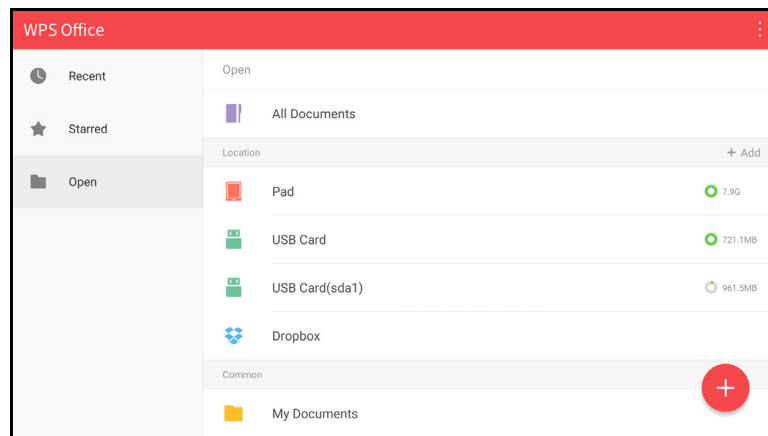 WPS Office
Recent
Starred
Open
Open
All Documents
Location
+ Add
Pad
7.9G
USB Card
721.1MB
USB Card(sda1)
961.5MB
Dropbox
Common
My Documents